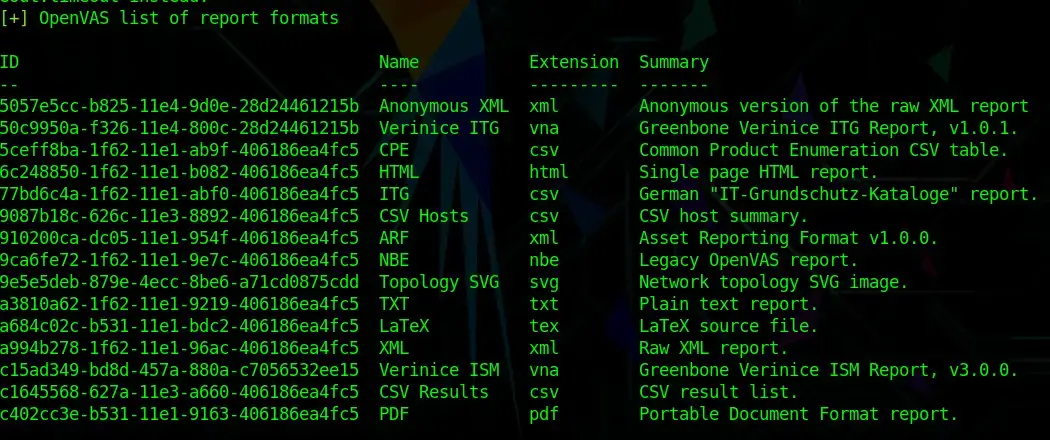 cout.timeout instead.
[+] OpenVAS list of report formats
ID Name Extension Summary
-- ---- --------- -------
5057e5cc-b825-11e4-9d0e-28d24461215b Anonymous XML xml Anonymous version of the raw XML report
50c9950a-f326-11e4-800c-28d24461215b Verinice ITG vna Greenbone Verinice ITG Report, v1.0.1.
5ceff8ba-1f62-11e1-ab9f-406186ea4fc5 CPE csv Common Product Enumeration CSV table.
6c248850-1f62-11e1-b082-406186ea4fc5 HTML html Single page HTML report.
77bd6c4a-1f62-11e1-abf0-406186ea4fc5 ITG csv German "IT-Grundschutz-Kataloge" report.
9087b18c-626c-11e3-8892-406186ea4fc5 CSV Hosts csv CSV host summary.
910200ca-dc05-11e1-954f-406186ea4fc5 ARF xml Asset Reporting Format v1.0.0.
9ca6fe72-1f62-11e1-9e7c-406186ea4fc5 NBE nbe Legacy OpenVAS report.
9e5e5deb-879e-4ecc-8be6-a71cd0875cdd Topology SVG svg Network topology SVG image.
a3810a62-1f62-11e1-9219-406186ea4fc5 TXT txt Plain text report.
a684c02c-b531-11e1-bdc2-406186ea4fc5 LaTeX tex LaTeX source file.
a994b278-1f62-11e1-96ac-406186ea4fc5 XML xml Raw XML report.
c15ad349-bd8d-457a-880a-c7056532ee15 Verinice ISM vna Greenbone Verinice ISM Report, v3.0.0.
c1645568-627a-11e3-a660-406186ea4fc5 CSV Results csv CSV result list.
c402cc3e-b531-11e1-9163-406186ea4fc5 PDF pdf Portable Document Format report.